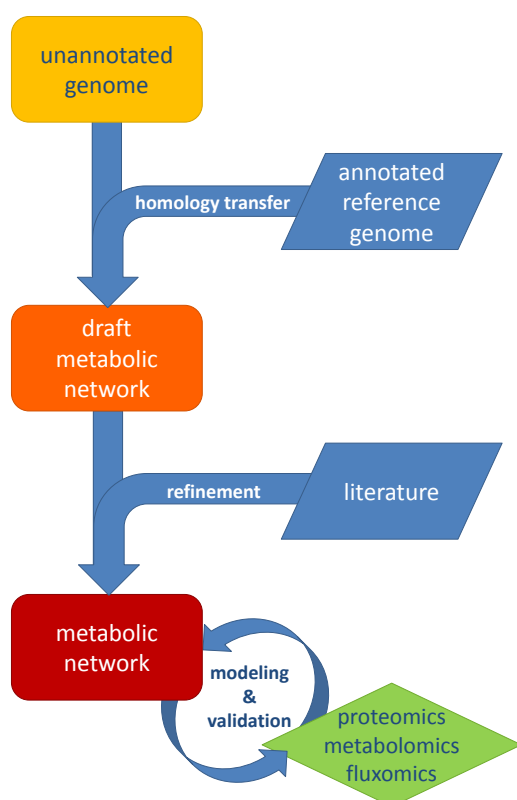 unannotated
genome
homology transfer
annotated
reference
genome
draft
metabolic
network
refinement
literature
metabolic
network
modeling
&
validation
proteomics
metabolomics
fluxomics